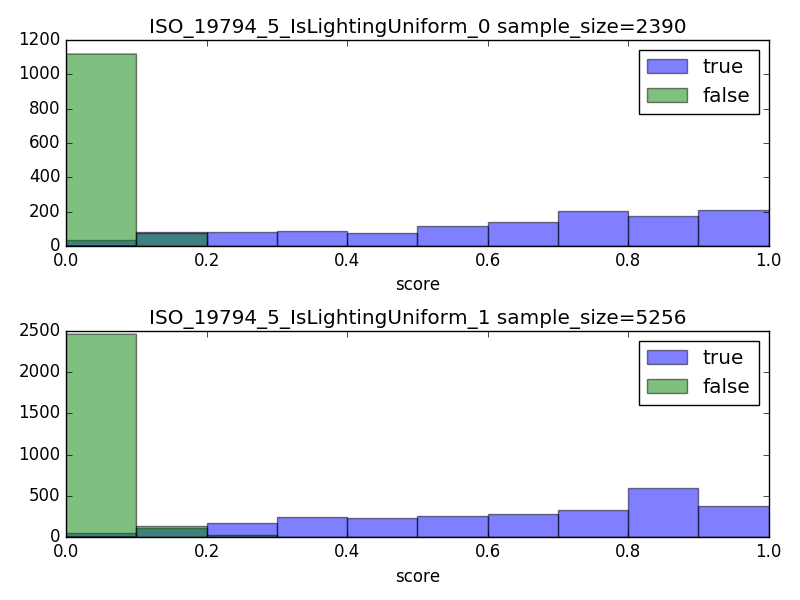 ISO_19794_5_IsLightingUniform_0 sample_size=2390
1200
1000
800
600
400
200
0
true
false
0.0 0.2 0.4 0.6 0.8 1.0
score
ISO_19794_5_IsLightingUniform_1 sample_size=5256
2500
2000
1500
1000
500
0
true
false
0.0 0.2 0.4 0.6 0.8 1.0
score